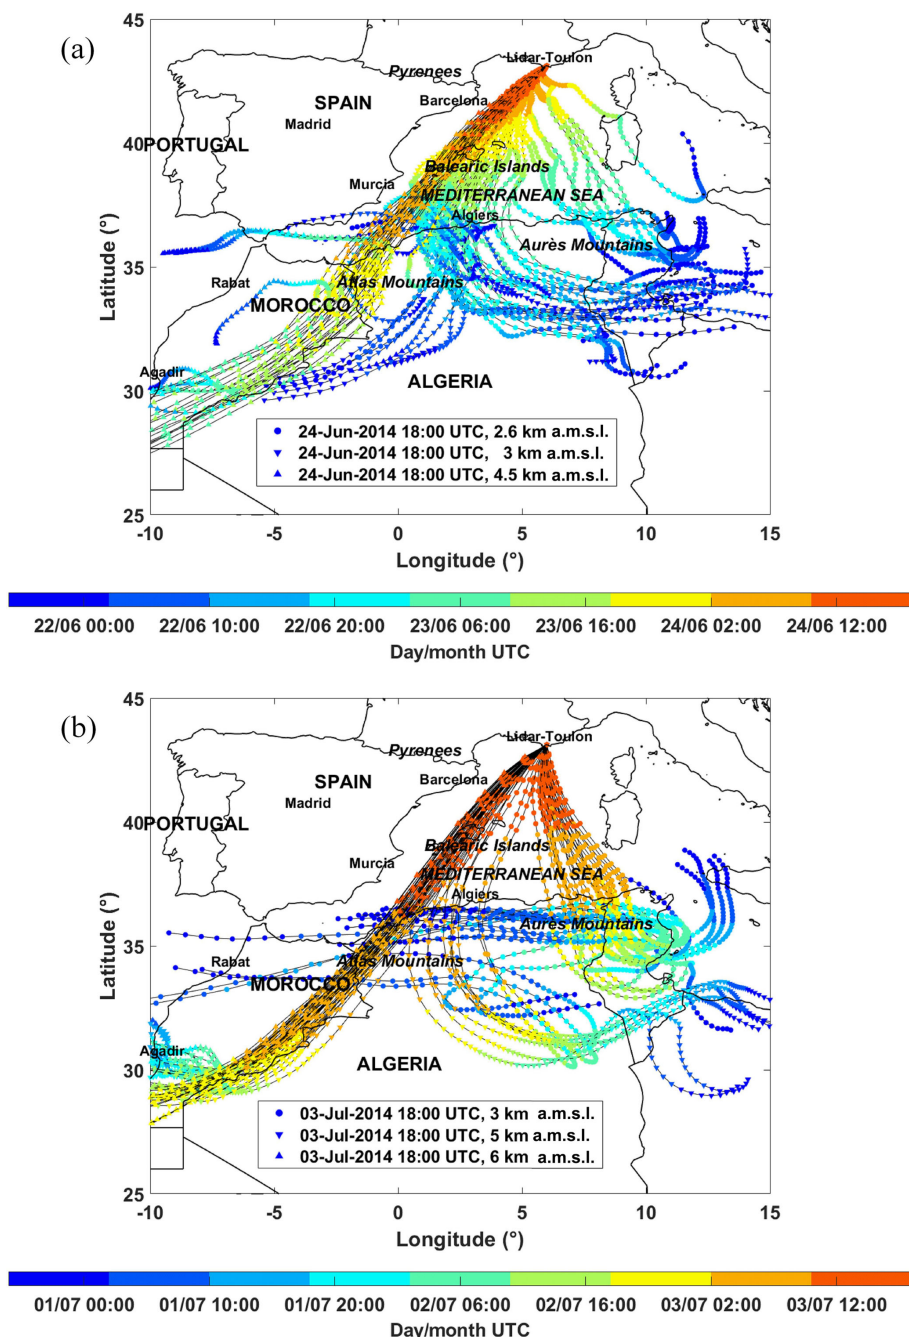 (a)
45
40
35
30
25
Latitude (°)
Lidar-Toulon
Pyrenees
SPAIN
Barcelona
Madrid
PORTUGAL
Balearic Islands
Murcia
MEDITERRANEAN SEA
Algiers
Aurès Mountains
Rabat
Atlas Mountains
MOROCCO
Agadir
ALGERIA
24-Jun-2014 18:00 UTC, 2.6 km a.m.s.l.
24-Jun-2014 18:00 UTC, 3 km a.m.s.l.
24-Jun-2014 18:00 UTC, 4.5 km a.m.s.l.
-10 -5 0 5 10 15
Longitude (°)
22/06 00:00 22/06 10:00 22/06 20:00 23/06 06:00 23/06 16:00 24/06 02:00 24/06 12:00
Day/month UTC
(b)
45
40
35
30
25
Latitude (°)
Lidar-Toulon
Pyrenees
SPAIN
Barcelona
Madrid
PORTUGAL
Balearic Islands
Murcia
MEDITERRANEAN SEA
Algiers
Aurès Mountains
Rabat
Atlas Mountains
MOROCCO
Agadir
ALGERIA
03-Jul-2014 18:00 UTC, 3 km a.m.s.l.
03-Jul-2014 18:00 UTC, 5 km a.m.s.l.
03-Jul-2014 18:00 UTC, 6 km a.m.s.l.
-10 -5 0 5 10 15
Longitude (°)
01/07 00:00 01/07 10:00 01/07 20:00 02/07 06:00 02/07 16:00 03/07 02:00 03/07 12:00
Day/month UTC